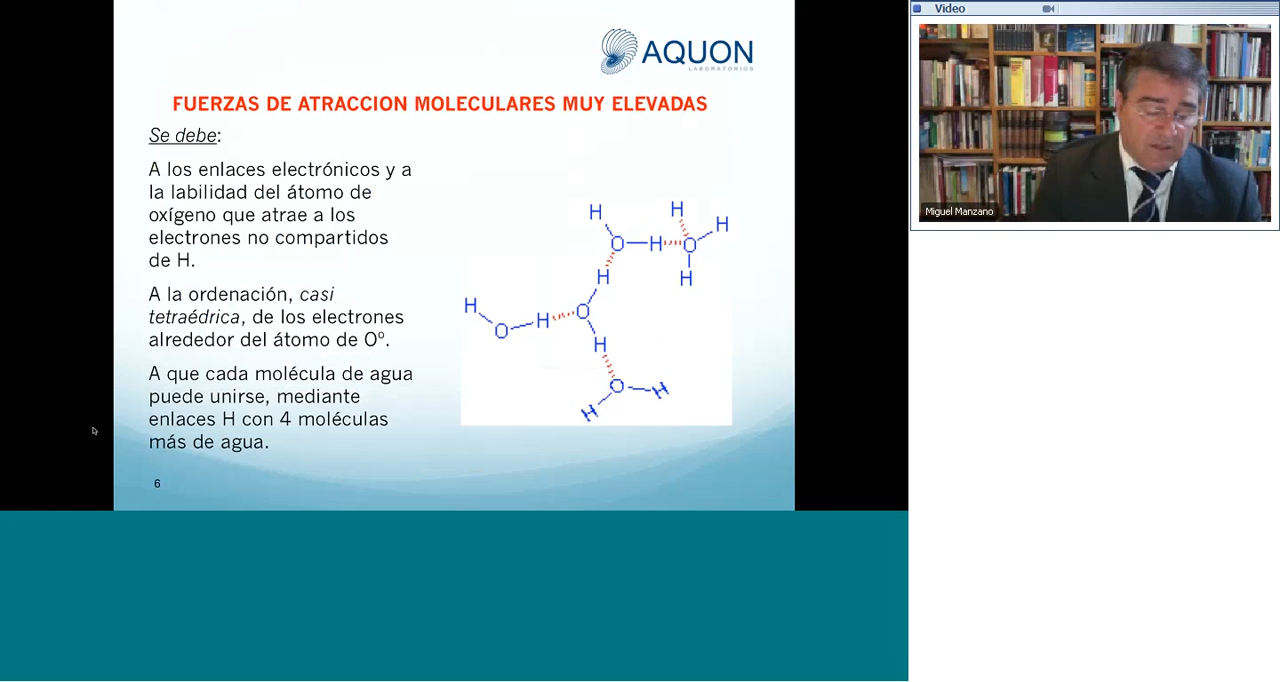 AQUON
LABORATORIOS
FUERZAS DE ATRACCION MOLECULARES MUY ELEVADAS
Se debe:
A los enlaces electrónicos y a
la labilidad del átomo de
oxígeno que atrae a los
electrones no compartidos
de H.
A la ordenación, casi
tetraédrica, de los electrones
alrededor del átomo de Oº.
A que cada molécula de agua
puede unirse, mediante
enlaces H con 4 moléculas
más de agua.
H H H
O H O
H H
H O
H O H
H
O H
H
6
Video
Miguel Manzano